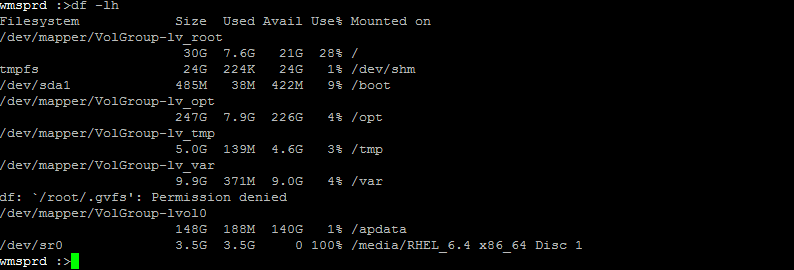 wmsprd :>df -lh
Filesystem            Size  Used Avail Use% Mounted on
/dev/mapper/VolGroup-lv_root
                       30G  7.6G   21G  28% /
tmpfs                  24G  224K   24G   1% /dev/shm
/dev/sda1             485M   38M  422M   9% /boot
/dev/mapper/VolGroup-lv_opt
                      247G  7.9G  226G   4% /opt
/dev/mapper/VolGroup-lv_tmp
                      5.0G  139M  4.6G   3% /tmp
/dev/mapper/VolGroup-lv_var
                      9.9G  371M  9.0G   4% /var
df: `/root/.gvfs': Permission denied
/dev/mapper/VolGroup-lvol0
                      148G  188M  140G   1% /apdata
/dev/sr0              3.5G  3.5G     0 100% /media/RHEL_6.4 x86_64 Disc 1
wmsprd :>